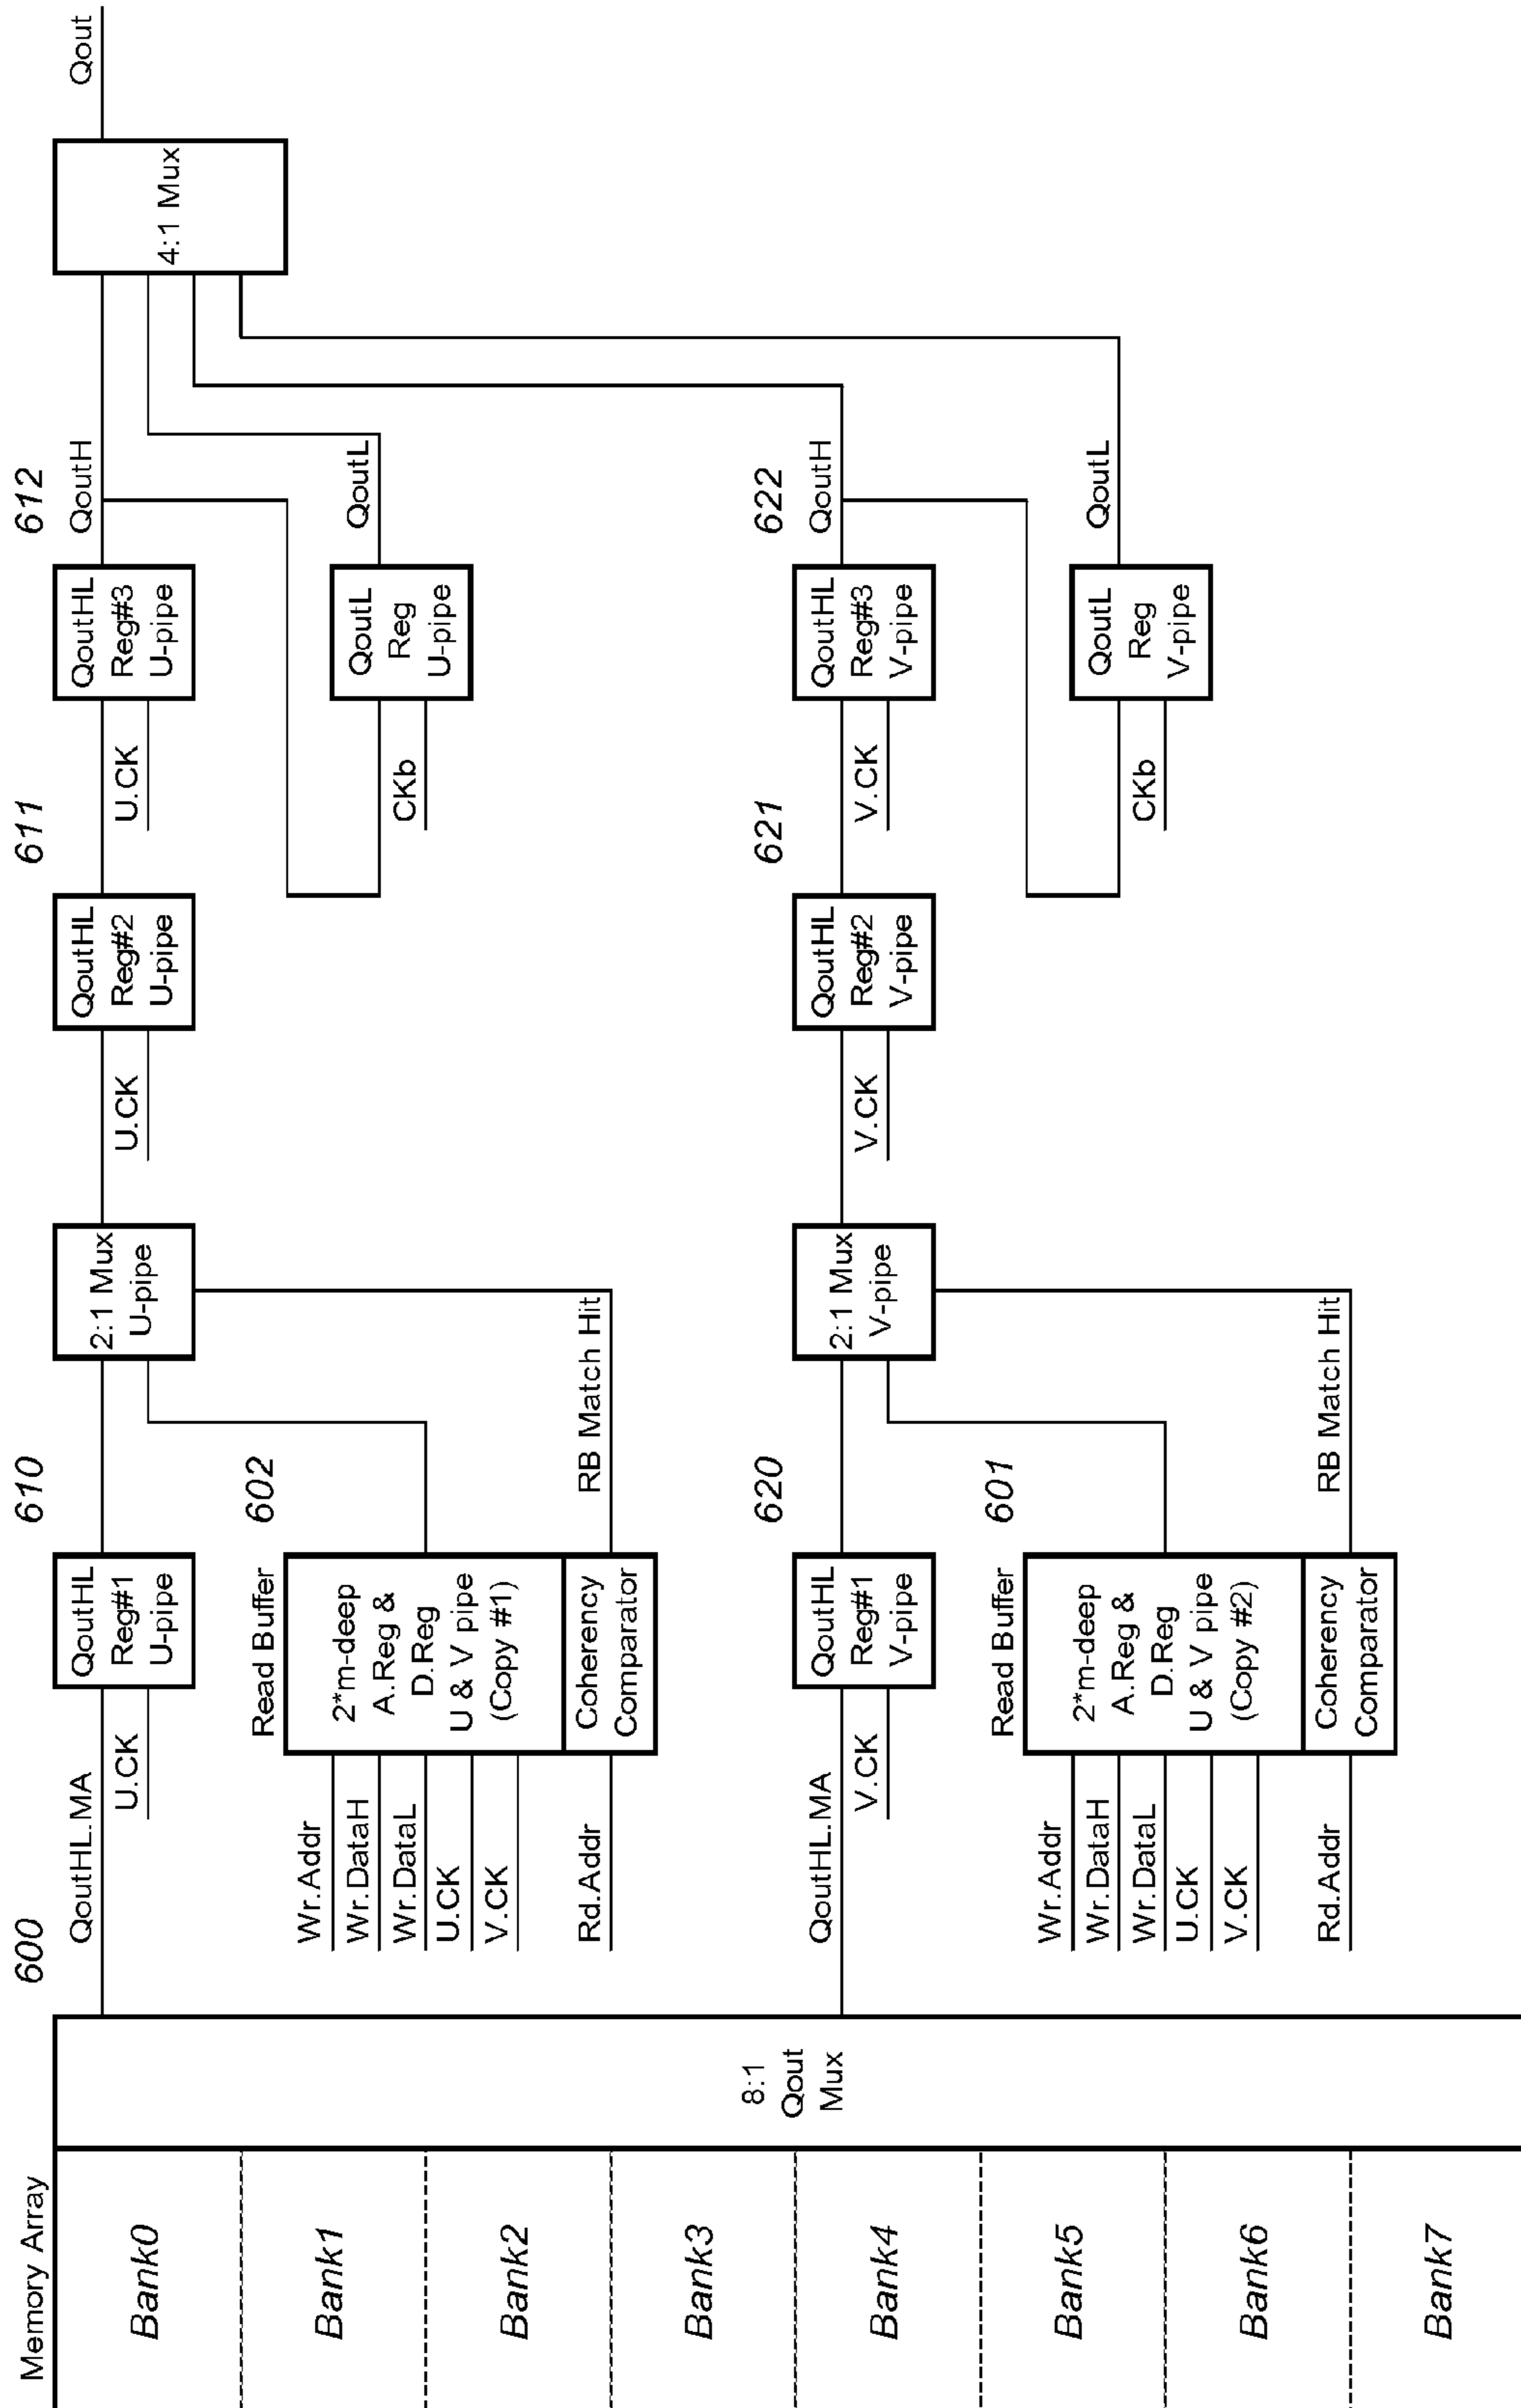 Memory Array
Bank0
Bank1
Bank2
Bank3
Bank4
Bank5
Bank6
Bank7
8:1
Qout
Mux
600
QoutHL.MA
U.CK
610
QoutHL
Reg#1
U-pipe
2:1 Mux
U-pipe
U.CK
QoutHL
Reg#2
U-pipe
611
U.CK
QoutHL
Reg#3
U-pipe
612
QoutH
4:1 Mux
Qout
CKb
QoutL
Reg
U-pipe
QoutL
Read Buffer
602
Wr.Addr
Wr.DataH
Wr.DataL
U.CK
V.CK
Rd.Addr
2*m-deep
A.Reg &
D.Reg
U & V pipe
(Copy #1)
Coherency
Comparator
RB Match Hit
QoutHL.MA
V.CK
620
QoutHL
Reg#1
V-pipe
2:1 Mux
V-pipe
V.CK
QoutHL
Reg#2
V-pipe
621
V.CK
QoutHL
Reg#3
V-pipe
622
QoutH
CKb
QoutL
Reg
V-pipe
QoutL
Read Buffer
601
Wr.Addr
Wr.DataH
Wr.DataL
U.CK
V.CK
Rd.Addr
2*m-deep
A.Reg &
D.Reg
U & V pipe
(Copy #2)
Coherency
Comparator
RB Match Hit